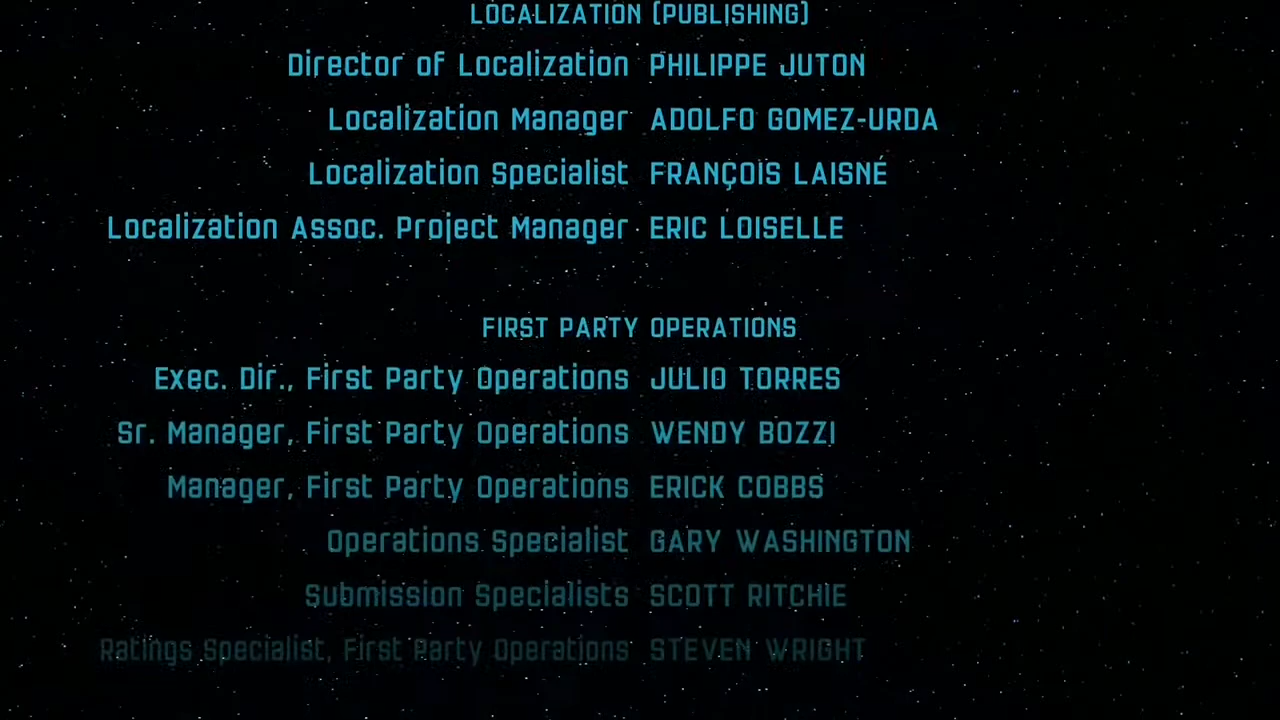 LOCALIZATION (PUBLISHING)
Director of Localization PHILIPPE JUTON
Localization Manager ADOLFO GOMEZ-URDA
Localization Specialist FRANÇOIS LAISNÉ
Localization Assoc. Project Manager ERIC LOISELLE
FIRST PARTY OPERATIONS
Exec. Dir., First Party Operations JULIO TORRES
Sr. Manager, First Party Operations WENDY BOZZI
Manager, First Party Operations ERICK COBBS
Operations Specialist GARY WASHINGTON
Submission Specialists SCOTT RITCHIE
Ratings Specialist, First Party Operations STEVEN WRIGHT